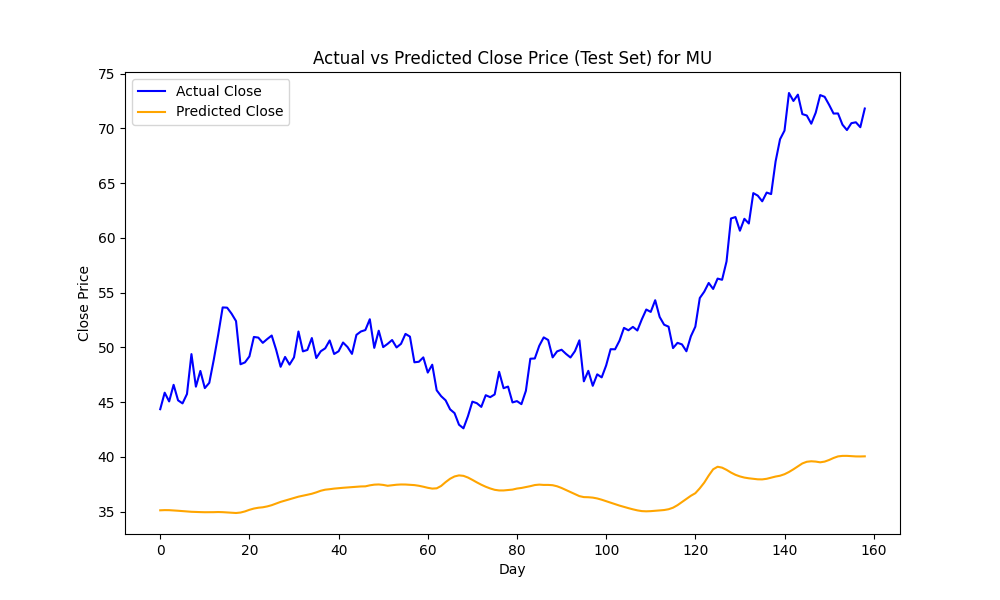 Actual vs Predicted Close Price (Test Set) for MU
Actual Close
Predicted Close
Close Price
75
70
65
60
55
50
45
40
35
0 20 40 60 80 100 120 140 160
Day